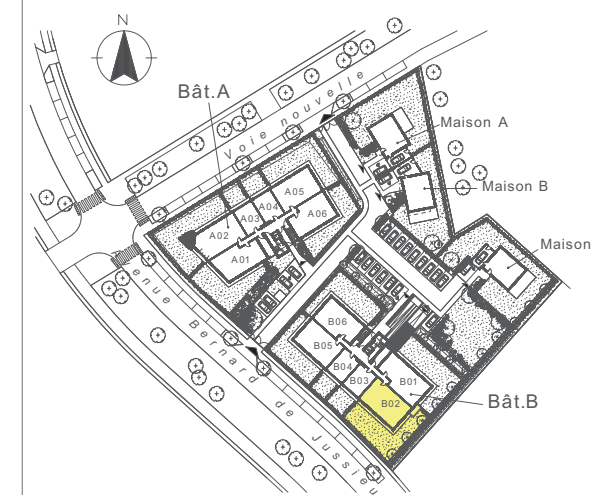 N
Bât.A
Voie nouvelle
Maison A
Maison B
Maison
A05
A04
A03
A06
A02
A01
enue Bernard de Jussieu
B06
B05
B04
B03
B01
B02
Bât.B